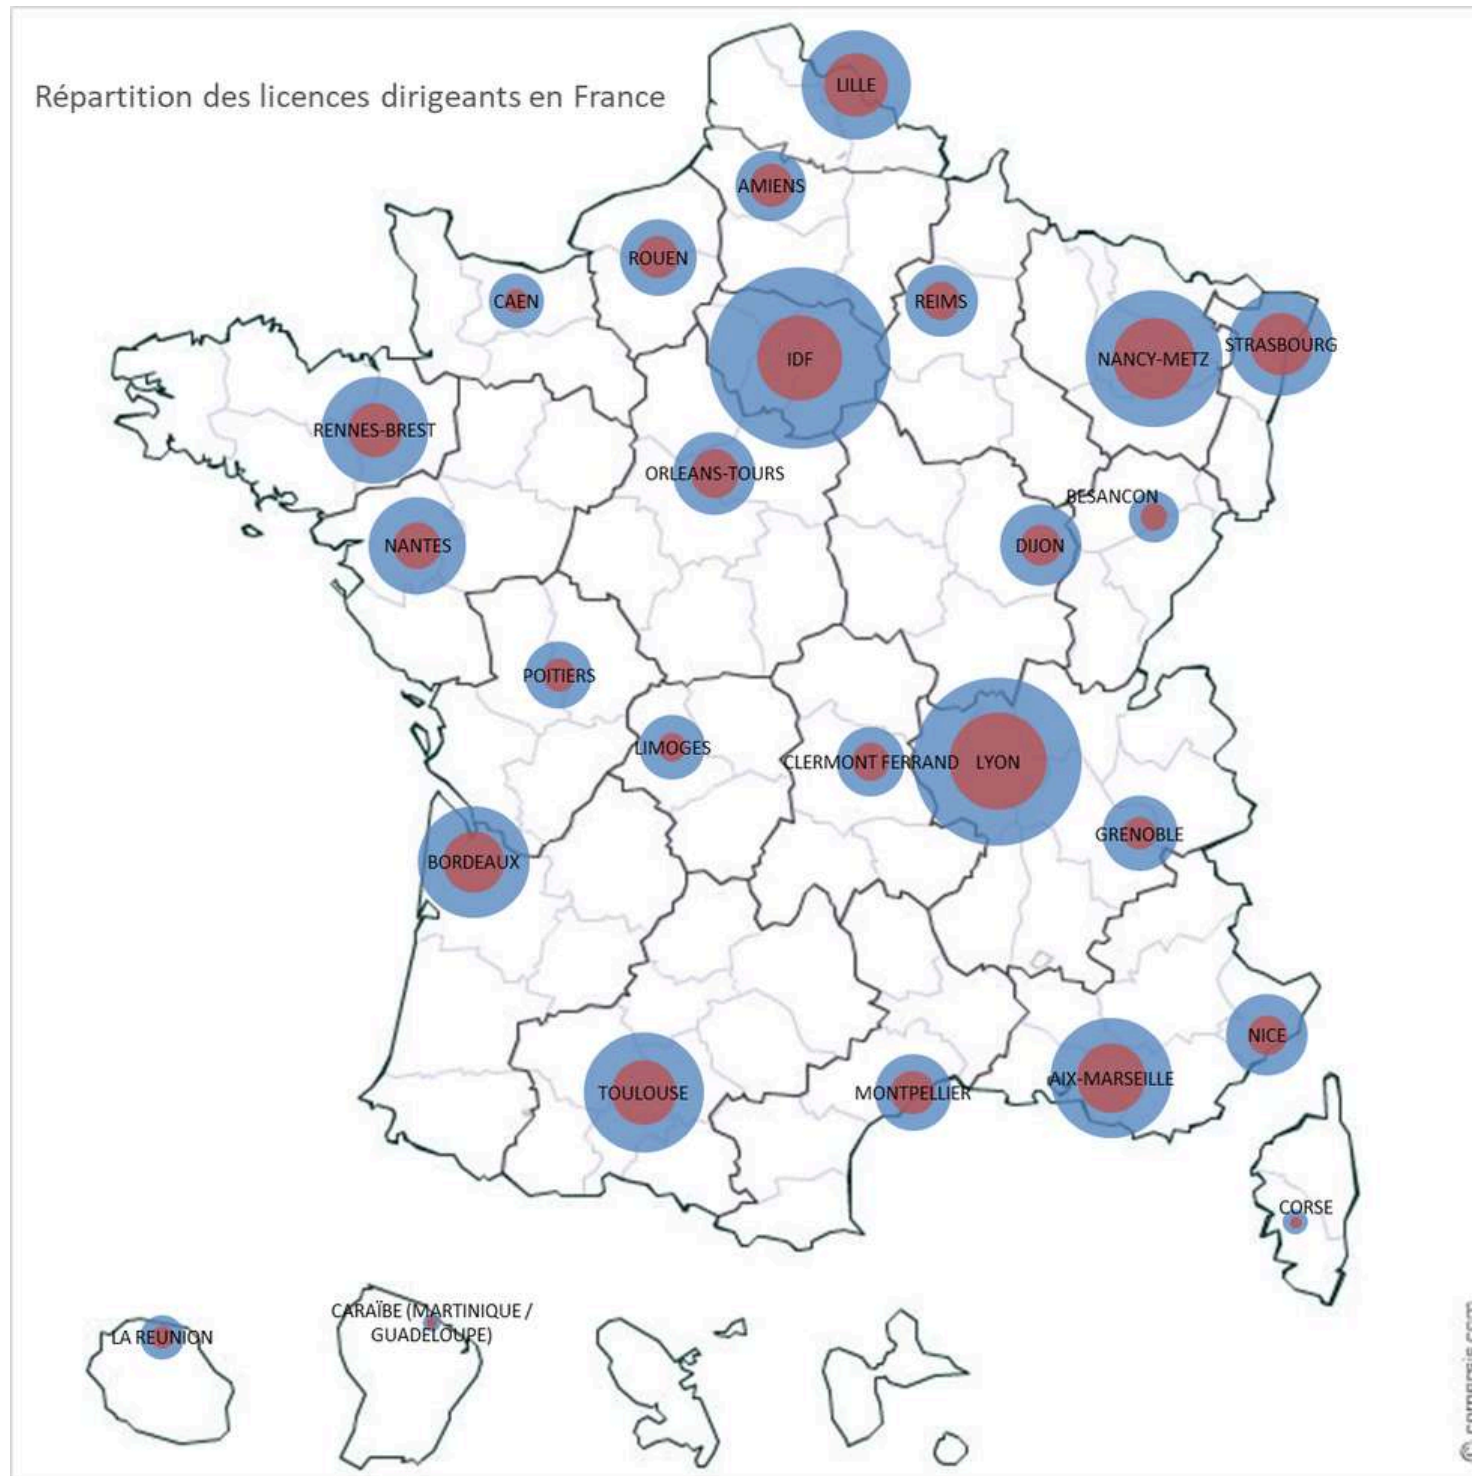 Répartition des licences dirigeants en France
LILLE
AMIENS
ROUEN
CAEN
REIMS
IDF
NANCY-METZ
STRASBOURG
RENNES-BREST
ORLEANS-TOURS
BESANCON
NANTES
DIJON
POITIERS
LIMOGES
CLERMONT FERRAND
LYON
GRENOBLE
BORDEAUX
NICE
TOULOUSE
MONTPELLIER
AIX-MARSEILLE
CORSE
LA REUNION
CARAÏBE (MARTINIQUE /
GUADELOUPE)